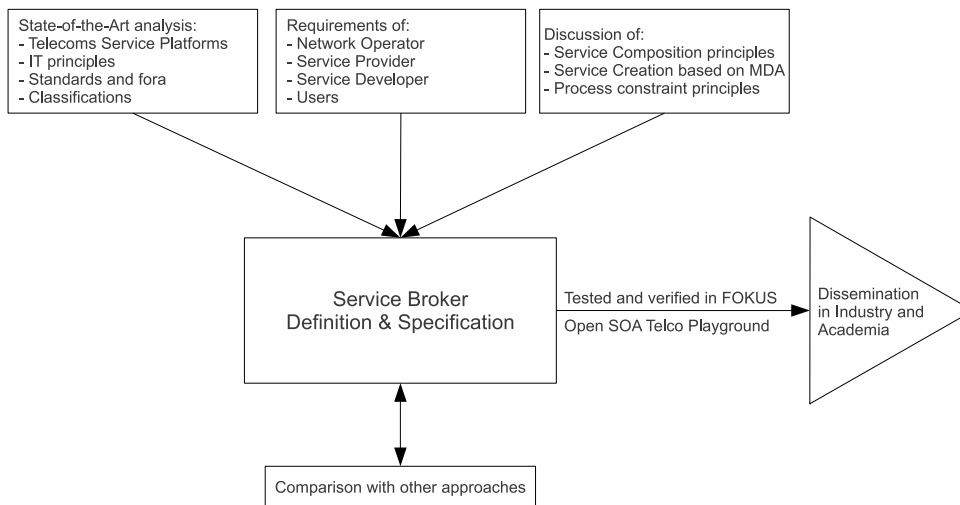 State-of-the-Art analysis:
- Telecoms Service Platforms
- IT principles
- Standards and fora
- Classifications
Requirements of:
- Network Operator
- Service Provider
- Service Developer
- Users
Discussion of:
- Service Composition principles
- Service Creation based on MDA
- Process constraint principles
Service Broker
Definition & Specification
Tested and verified in FOKUS
Open SOA Telco Playground
Dissemination
in Industry and
Academia
Comparison with other approaches